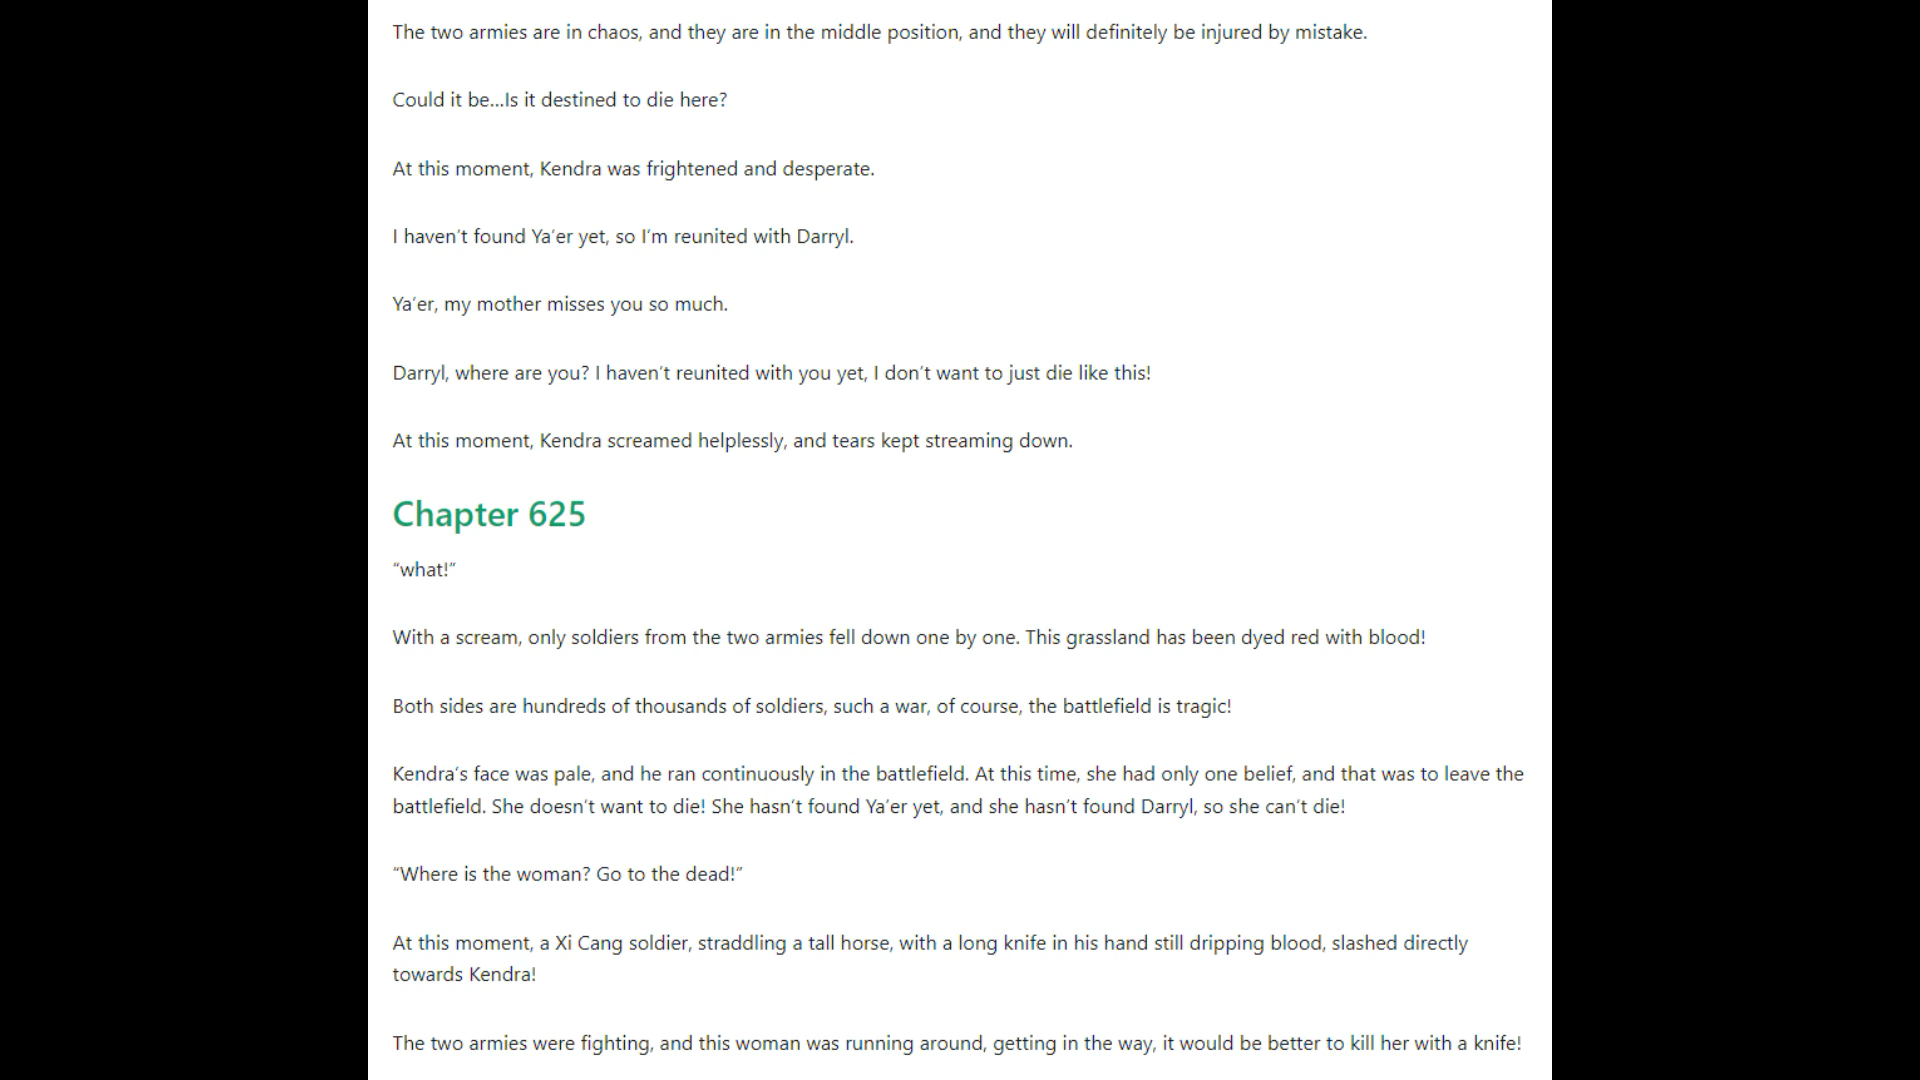 The two armies are in chaos, and they are in the middle position, and they will definitely be injured by mistake.
Could it be...Is it destined to die here?
At this moment, Kendra was frightened and desperate.
I haven’t found Ya’er yet, so I’m reunited with Darryl.
Ya’er, my mother misses you so much.
Darryl, where are you? I haven’t reunited with you yet, I don’t want to just die like this!
At this moment, Kendra screamed helplessly, and tears kept streaming down.
Chapter 625
“what!”
With a scream, only soldiers from the two armies fell down one by one. This grassland has been dyed red with blood!
Both sides are hundreds of thousands of soldiers, such a war, of course, the battlefield is tragic!
Kendra’s face was pale, and he ran continuously in the battlefield. At this time, she had only one belief, and that was to leave the
battlefield. She doesn’t want to die! She hasn’t found Ya’er yet, and she hasn’t found Darryl, so she can’t die!
“Where is the woman? Go to the dead!”
At this moment, a Xi Cang soldier, straddling a tall horse, with a long knife in his hand still dripping blood, slashed directly
towards Kendra!
The two armies were fighting, and this woman was running around, getting in the way, it would be better to kill her with a knife!